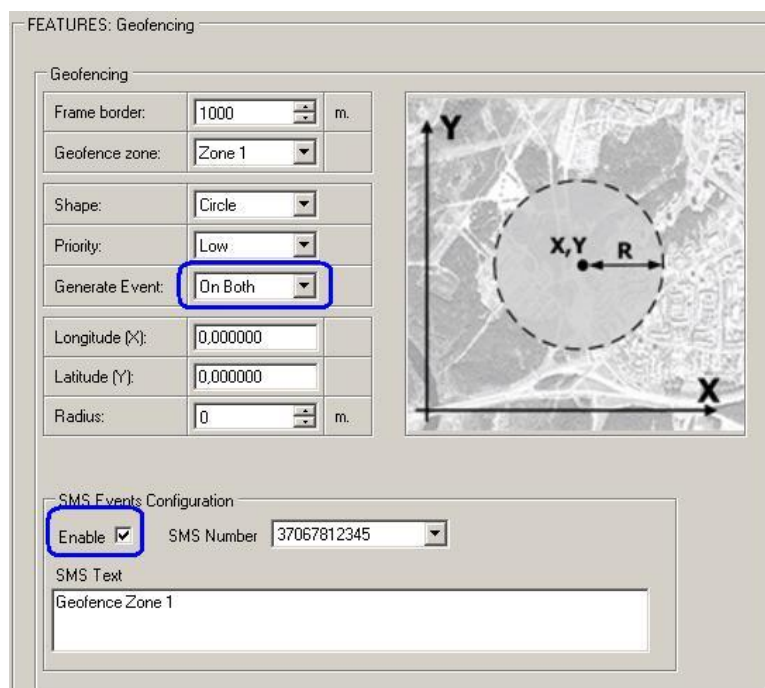 FEATURES: Geofencing
Geofencing
Frame border: 1000 m.
Geofence zone: Zone 1
Shape: Circle
Priority: Low
Generate Event: On Both
Longitude (X): 0,000000
Latitude (Y): 0,000000
Radius: 0 m.
Y
X,Y R
X
SMS Events Configuration
Enable SMS Number 37067812345
SMS Text
Geofence Zone 1